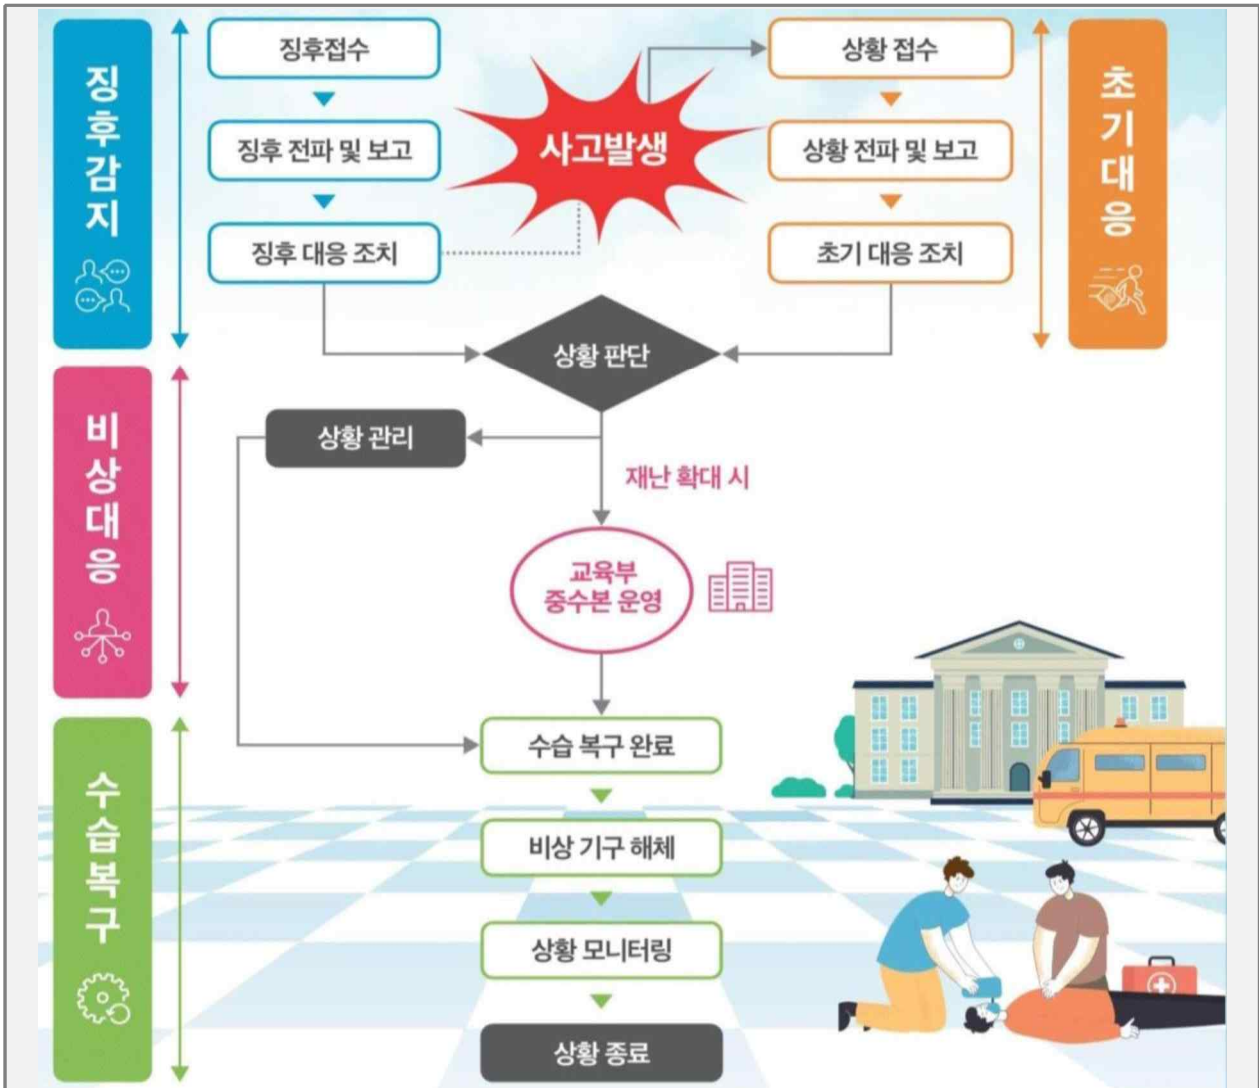 징후감지
징후접수
징후 전파 및 보고
징후 대응 조치
사고발생
상황 접수
상황 전파 및 보고
초기 대응 조치
초기대응
상황 판단
비상대응
상황 관리
재난 확대 시
교육부
중수본 운영
수습복구
수습 복구 완료
비상 기구 해체
상황 모니터링
상황 종료